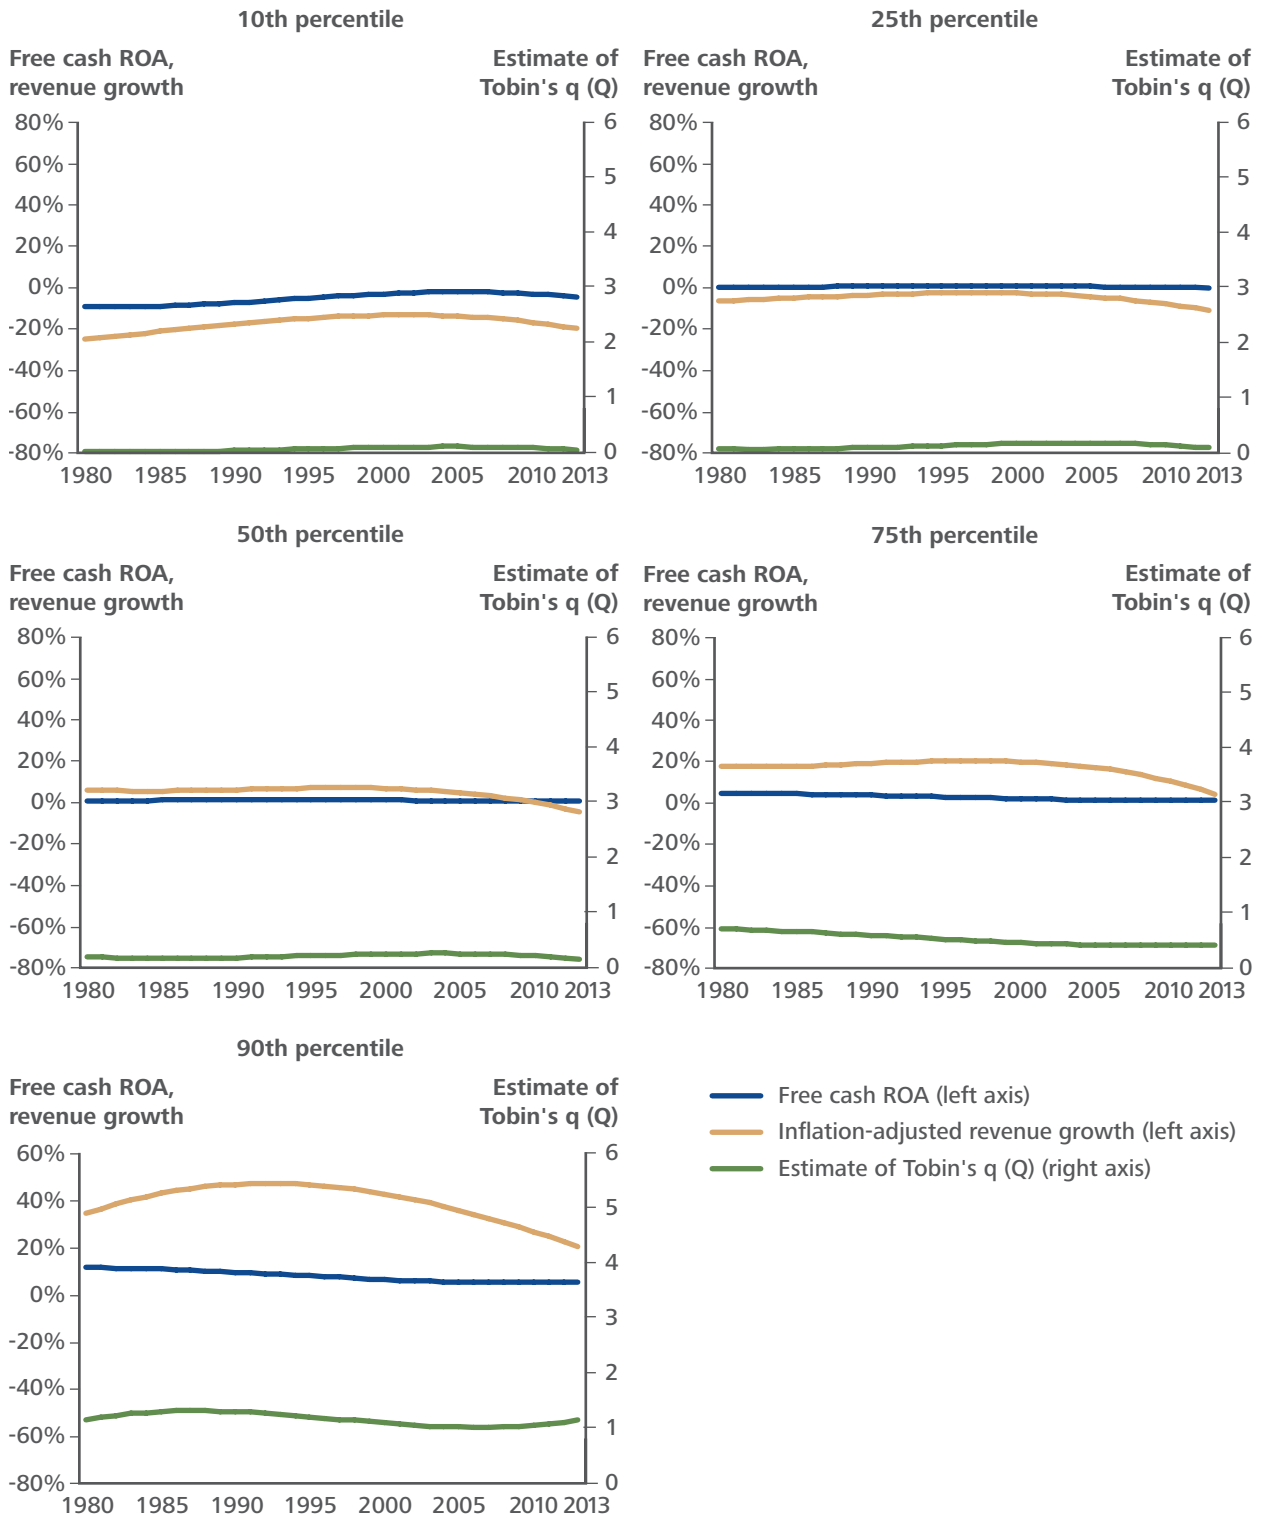 10th percentile
Free cash ROA,
revenue growth
Estimate of
Tobin's q (Q)
80%
60%
40%
20%
0%
-20%
-40%
-60%
-80%
6
5
4
3
2
1
0
1980 1985 1990 1995 2000 2005 2010 2013
25th percentile
Free cash ROA,
revenue growth
Estimate of
Tobin's q (Q)
80%
60%
40%
20%
0%
-20%
-40%
-60%
-80%
6
5
4
3
2
1
0
1980 1985 1990 1995 2000 2005 2010 2013
50th percentile
Free cash ROA,
revenue growth
Estimate of
Tobin's q (Q)
80%
60%
40%
20%
0%
-20%
-40%
-60%
-80%
6
5
4
3
2
1
0
1980 1985 1990 1995 2000 2005 2010 2013
75th percentile
Free cash ROA,
revenue growth
Estimate of
Tobin's q (Q)
80%
60%
40%
20%
0%
-20%
-40%
-60%
-80%
6
5
4
3
2
1
0
1980 1985 1990 1995 2000 2005 2010 2013
90th percentile
Free cash ROA,
revenue growth
Estimate of
Tobin's q (Q)
60%
40%
20%
0%
-20%
-40%
-60%
-80%
6
5
4
3
2
1
0
1980 1985 1990 1995 2000 2005 2010 2013
Free cash ROA (left axis)
Inflation-adjusted revenue growth (left axis)
Estimate of Tobin's q (Q) (right axis)